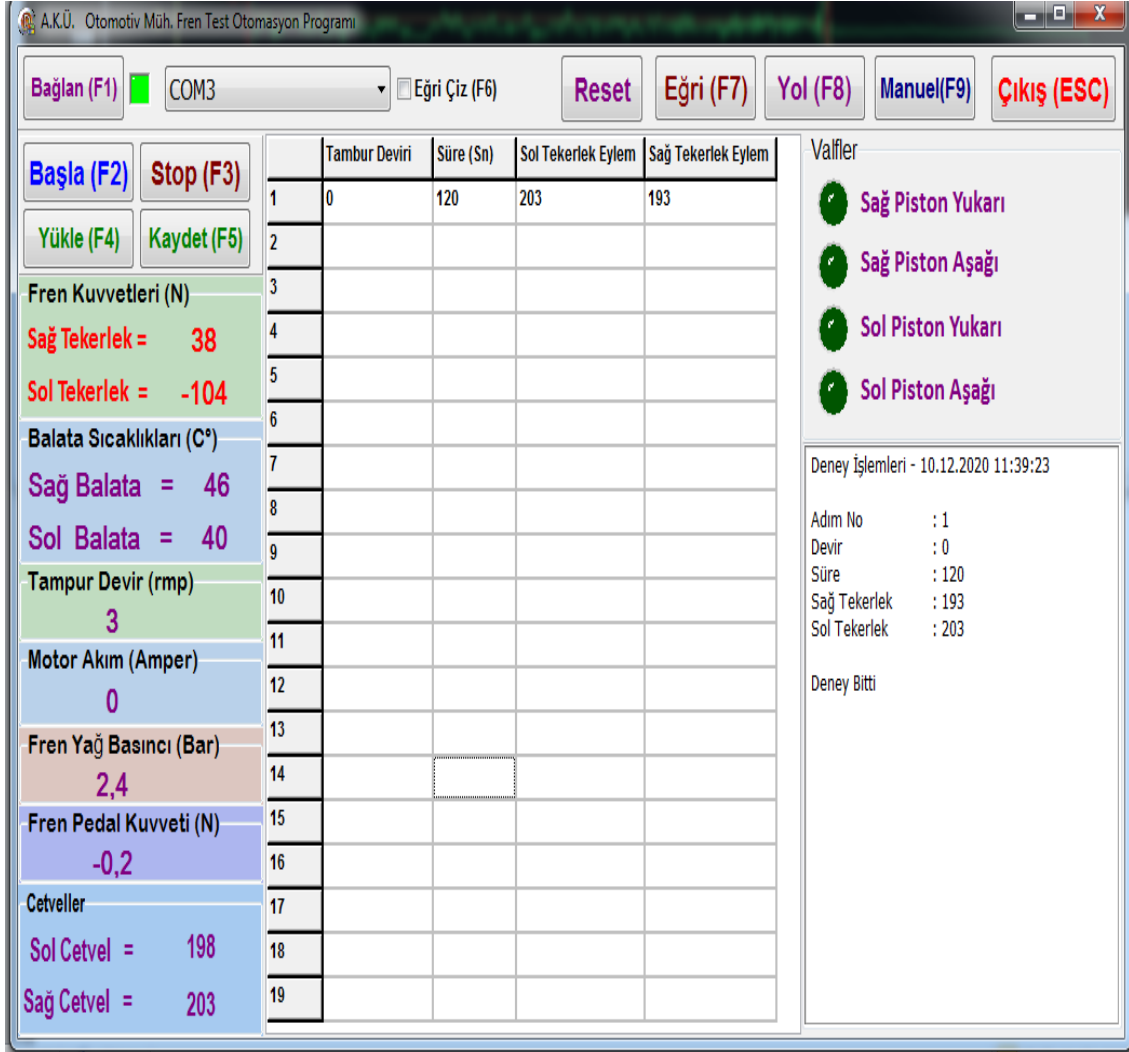 A.K.Ü. Otomotiv Müh. Fren Test Otomasyon Programı
Bağlan (F1)
COM3
Eğri Çiz (F6)
Reset
Eğri (F7)
Yol (F8)
Manuel(F9)
Çıkış (ESC)
Başla (F2)
Stop (F3)
Yükle (F4)
Kaydet (F5)
Fren Kuvvetleri (N)
Sağ Tekerlek = 38
Sol Tekerlek = -104
Balata Sıcaklıkları (C°)
Sağ Balata = 46
Sol Balata = 40
Tampur Devir (rmp)
3
Motor Akım (Amper)
0
Fren Yağ Basıncı (Bar)
2,4
Fren Pedal Kuvveti (N)
-0,2
Cetveller
Sol Cetvel = 198
Sağ Cetvel = 203
Tambur Deviri Süre (Sn) Sol Tekerlek Eylem Sağ Tekerlek Eylem
1 0 120 203 193
2
3
4
5
6
7
8
9
10
11
12
13
14
15
16
17
18
19
Valfler
Sağ Piston Yukarı
Sağ Piston Aşağı
Sol Piston Yukarı
Sol Piston Aşağı
Deney İşlemleri - 10.12.2020 11:39:23
Adım No : 1
Devir : 0
Süre : 120
Sağ Tekerlek : 193
Sol Tekerlek : 203
Deney Bitti